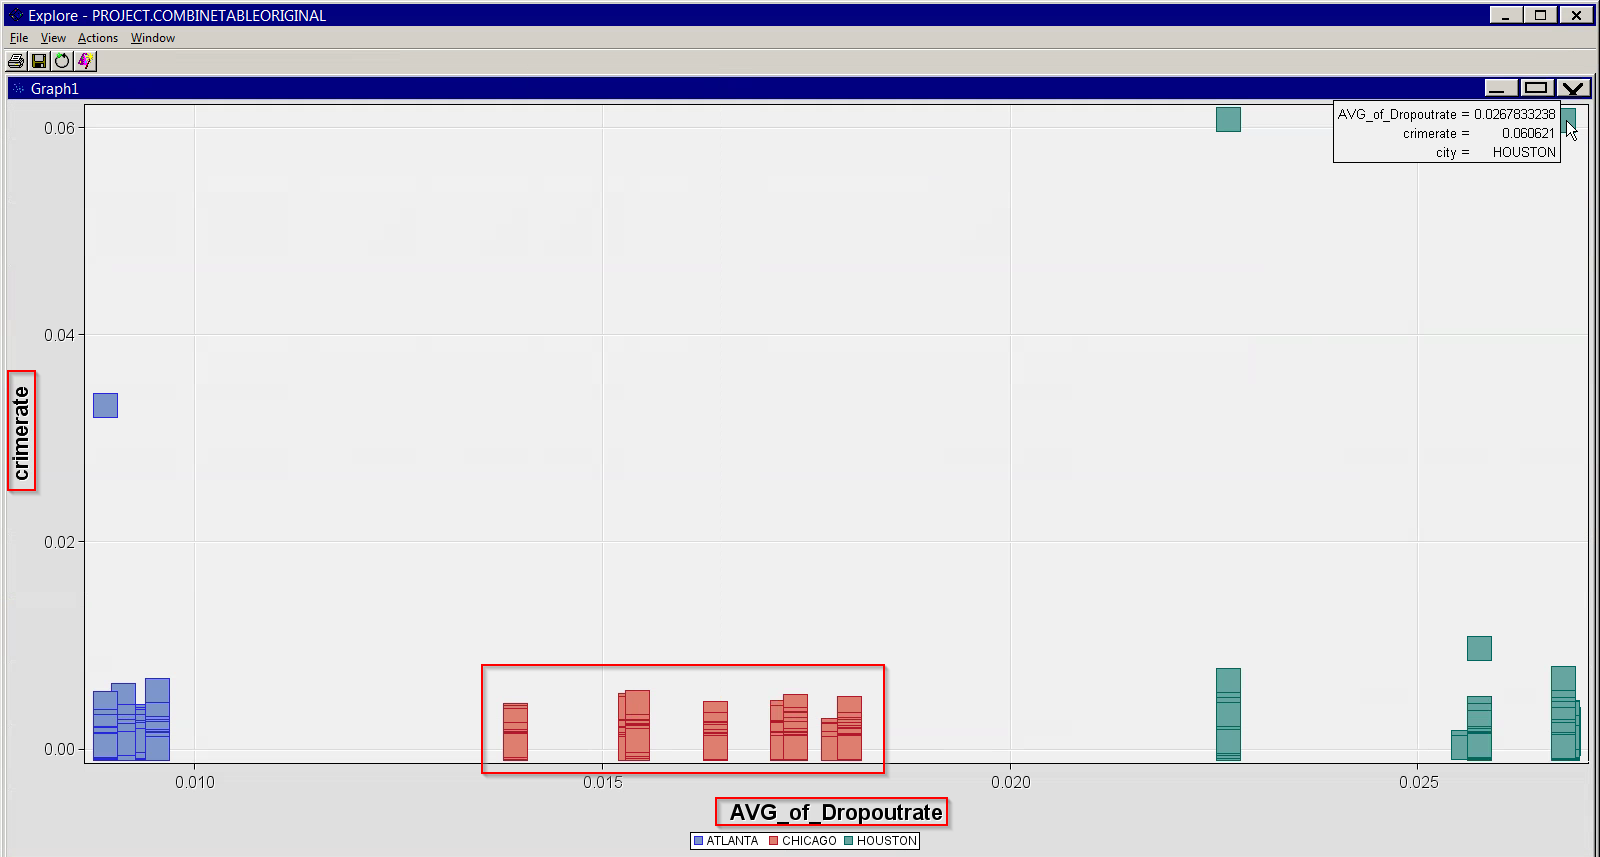 Explore - PROJECT.COMBINETABLEORIGINAL
File View Actions Window
Graph1
AVG_of_Dropoutrate = 0.0267833238
crimerate = 0.060621
city = HOUSTON
0.06
0.04
0.02
0.00
crimerate
0.010 0.015 0.020 0.025
AVG_of_Dropoutrate
ATLANTA CHICAGO HOUSTON